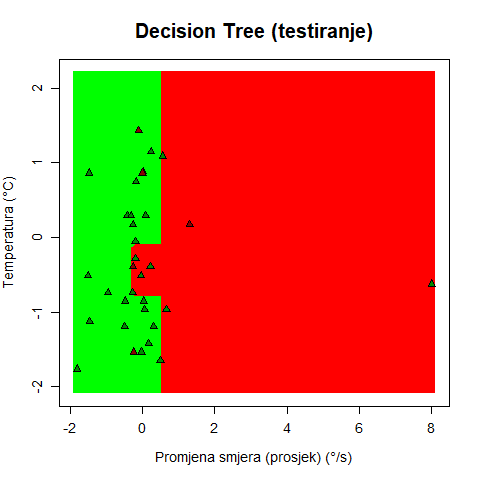 Decision Tree (testiranje)
Temperatura (°C)
2
1
0
-1
-2
-2 0 2 4 6 8
Promjena smjera (prosjek) (°/s)